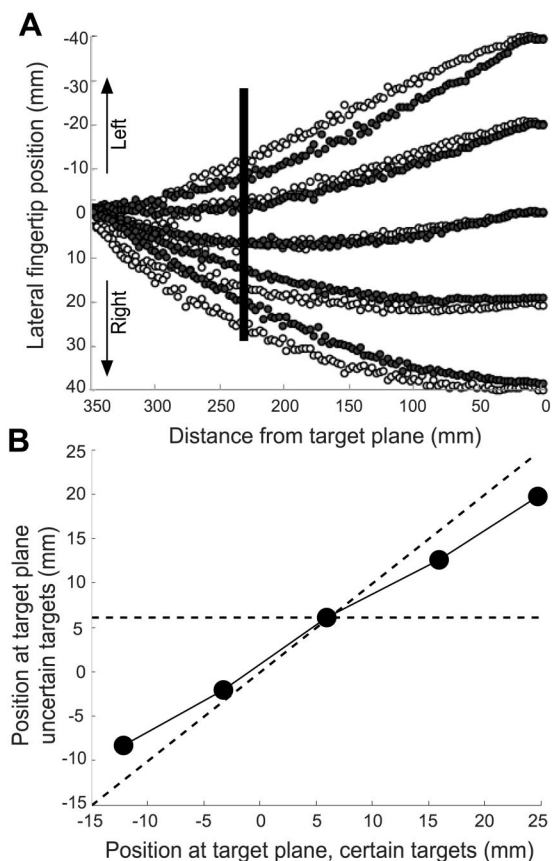 A
Lateral fingertip position (mm)
-40
-30
-20
-10
0
10
20
30
40
Left
Right
350 300 250 200 150 100 50 0
Distance from target plane (mm)
B
Position at target plane
uncertain targets (mm)
25
20
15
10
5
0
-5
-10
-15
-15 -10 -5 0 5 10 15 20 25
Position at target plane, certain targets (mm)